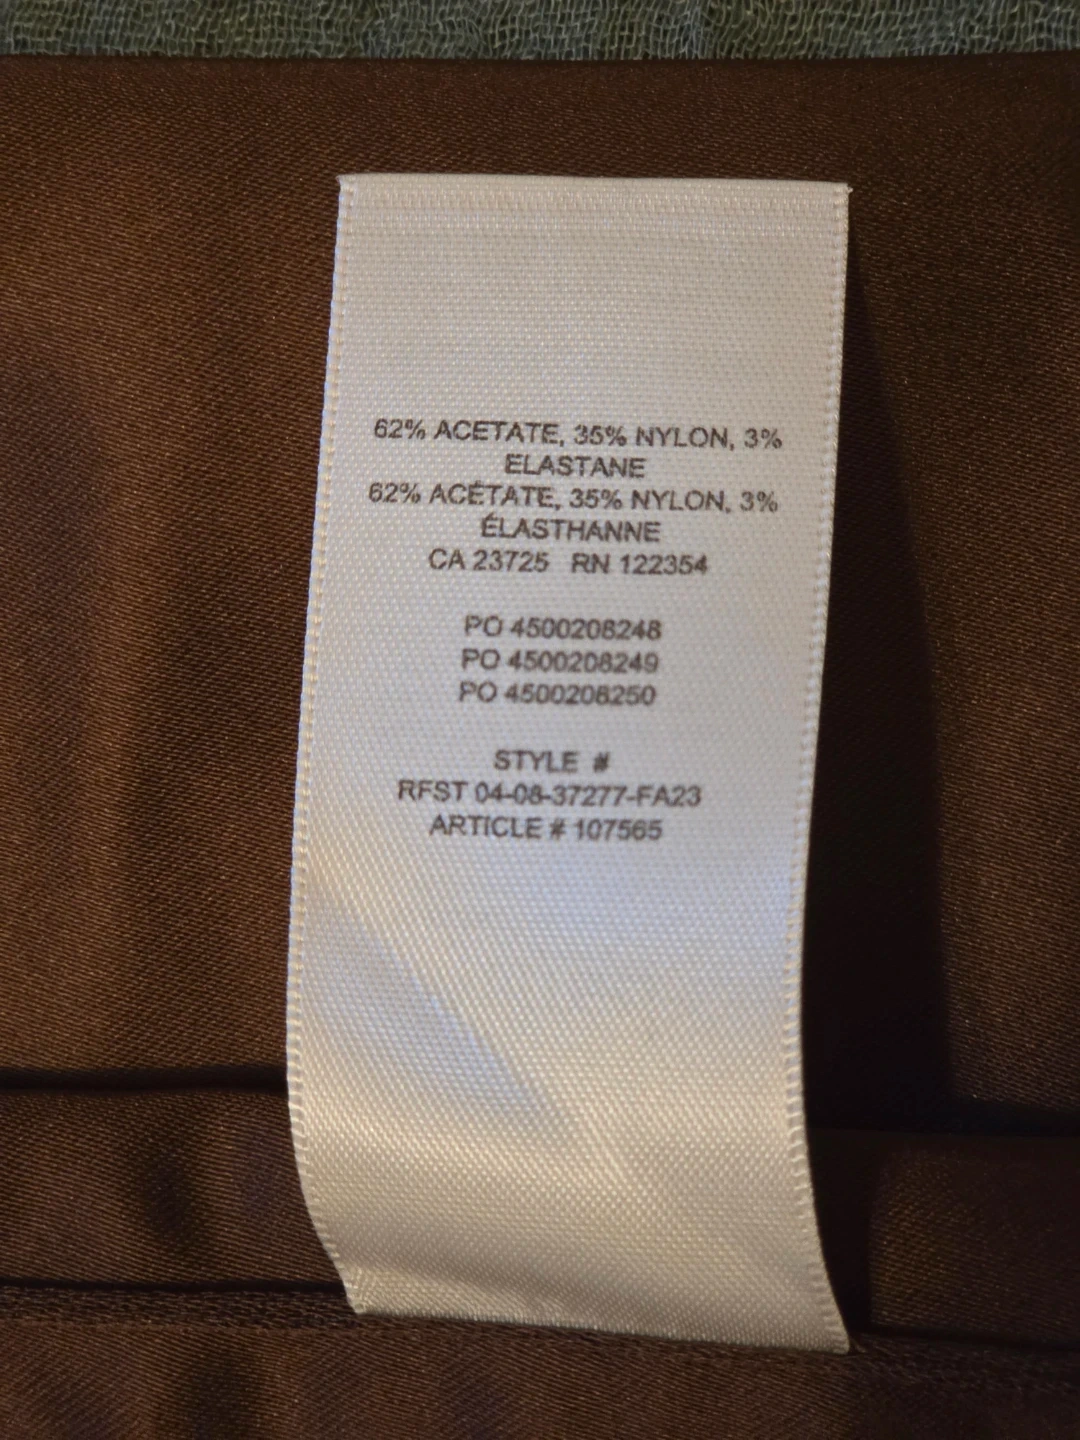 62% ACETATE, 35% NYLON, 3%
ELASTANE
62% ACÉTATE, 35% NYLON, 3%
ÉLASTHANNE
CA 23725 RN 122354
PO 4500208248
PO 4500208249
PO 4500208250
STYLE #
RFST 04-08-37277-FA23
ARTICLE # 107565